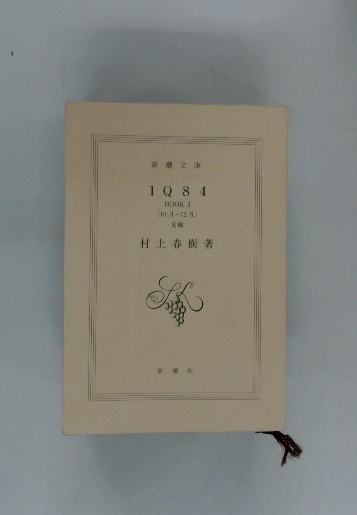 新潮文庫
1Q84
BOOK 3
〈10月-12月〉
前編
村上春樹著
新潮社